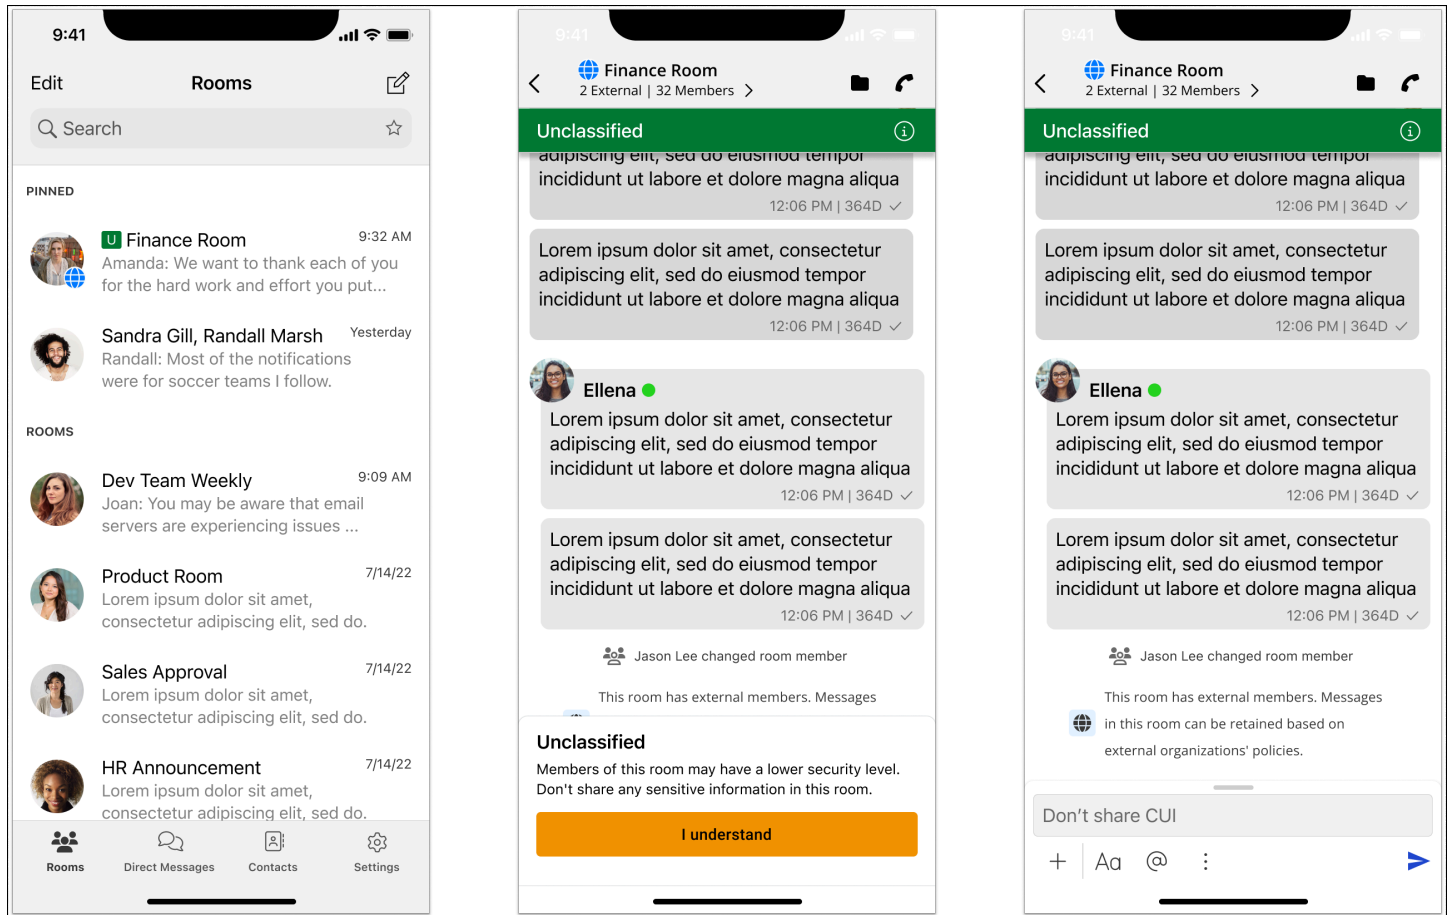 9:41
Edit
Rooms
Search
PINNED
U Finance Room
9:32 AM
Amanda: We want to thank each of you
for the hard work and effort you put...
Sandra Gill, Randall Marsh
Yesterday
Randall: Most of the notifications
were for soccer teams I follow.
ROOMS
Dev Team Weekly
9:09 AM
Joan: You may be aware that email
servers are experiencing issues ...
Product Room
7/14/22
Lorem ipsum dolor sit amet,
consectetur adipiscing elit, sed do.
Sales Approval
7/14/22
Lorem ipsum dolor sit amet,
consectetur adipiscing elit, sed do.
HR Announcement
7/14/22
Lorem ipsum dolor sit amet,
consectetur adipiscing elit, sed do.
Rooms
Direct Messages
Contacts
Settings
9:41
Finance Room
2 External | 32 Members
Unclassified
adipiscing elit, sed do eiusmod tempor
incididunt ut labore et dolore magna aliqua
12:06 PM | 364D
Lorem ipsum dolor sit amet, consectetur
adipiscing elit, sed do eiusmod tempor
incididunt ut labore et dolore magna aliqua
12:06 PM | 364D
Ellena
Lorem ipsum dolor sit amet, consectetur
adipiscing elit, sed do eiusmod tempor
incididunt ut labore et dolore magna aliqua
12:06 PM | 364D
Lorem ipsum dolor sit amet, consectetur
adipiscing elit, sed do eiusmod tempor
incididunt ut labore et dolore magna aliqua
12:06 PM | 364D
Jason Lee changed room member
This room has external members. Messages
Unclassified
Members of this room may have a lower security level.
Don't share any sensitive information in this room.
I understand
9:41
Finance Room
2 External | 32 Members
Unclassified
adipiscing elit, sed do eiusmod tempor
incididunt ut labore et dolore magna aliqua
12:06 PM | 364D
Lorem ipsum dolor sit amet, consectetur
adipiscing elit, sed do eiusmod tempor
incididunt ut labore et dolore magna aliqua
12:06 PM | 364D
Ellena
Lorem ipsum dolor sit amet, consectetur
adipiscing elit, sed do eiusmod tempor
incididunt ut labore et dolore magna aliqua
12:06 PM | 364D
Lorem ipsum dolor sit amet, consectetur
adipiscing elit, sed do eiusmod tempor
incididunt ut labore et dolore magna aliqua
12:06 PM | 364D
Jason Lee changed room member
This room has external members. Messages
in this room can be retained based on
external organizations' policies.
Don’t share CUI
Aa @